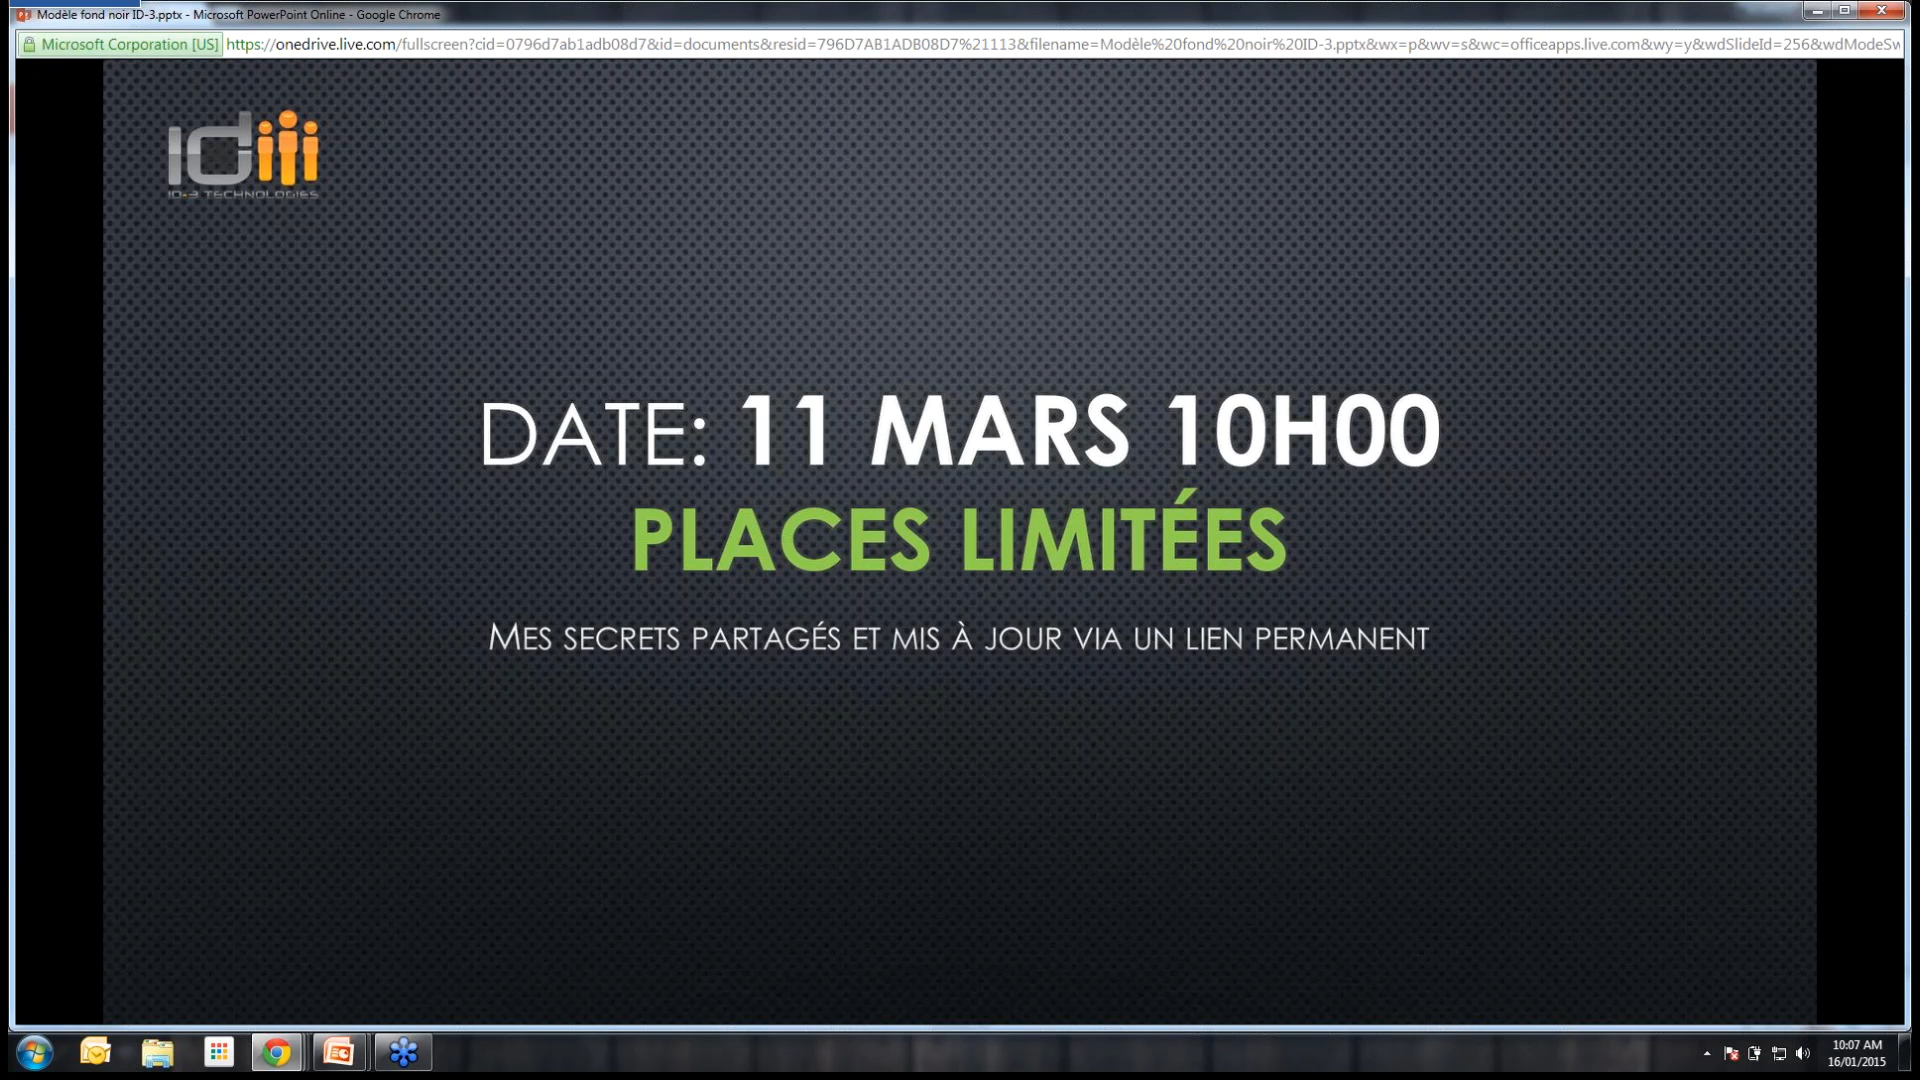 Modèle fond noir ID-3.pptx - Microsoft PowerPoint Online - Google Chrome
Microsoft Corporation [US] https://onedrive.live.com/fullscreen?cid=0796d7ab1adb08d7&id=documents&resid=796D7AB1ADB08D7%21113&filename=Modèle%20fond%20noir%20ID-3.pptx&wx=p&wv=s&wc=officeapps.live.com&wy=y&wdSlideId=256&wdModeSw
ID-3 TECHNOLOGIES
DATE: 11 MARS 10H00
PLACES LIMITÉES
MES SECRETS PARTAGÉS ET MIS À JOUR VIA UN LIEN PERMANENT
10:07 AM
16/01/2015